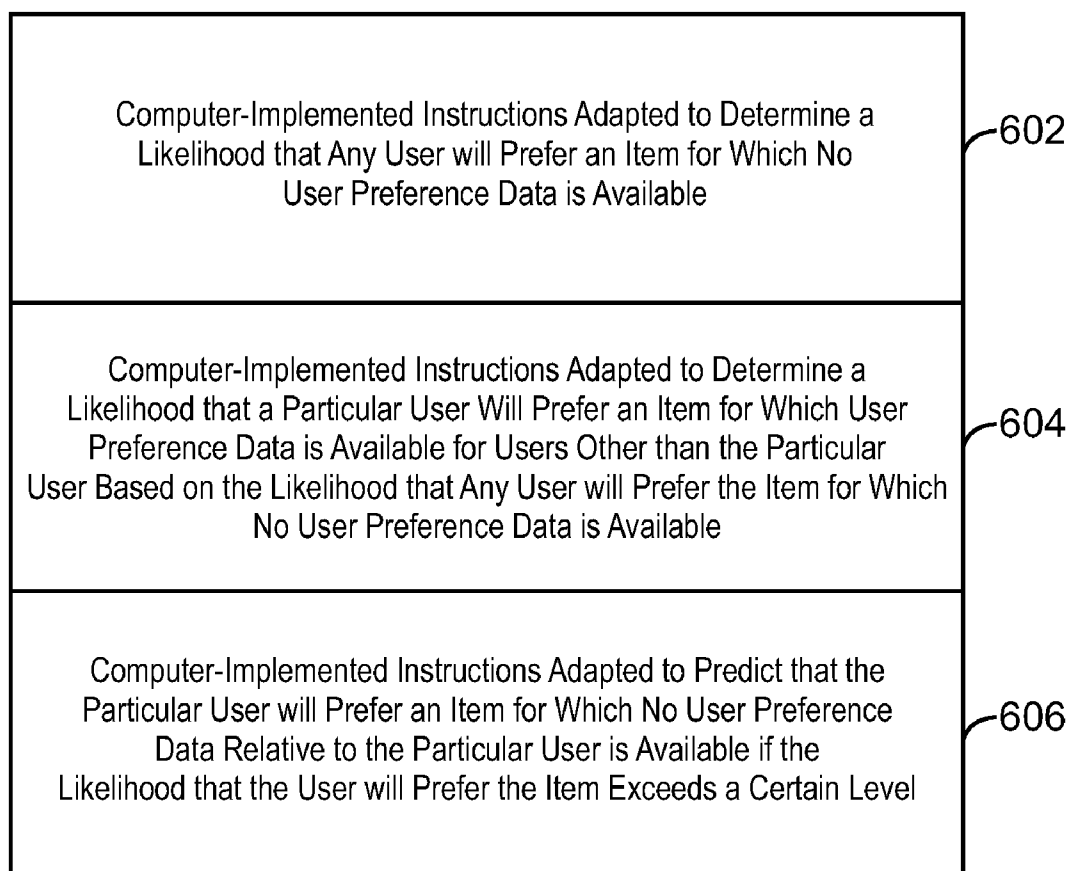 Computer-Implemented Instructions Adapted to Determine a
Likelihood that Any User will Prefer an Item for Which No
User Preference Data is Available
602
Computer-Implemented Instructions Adapted to Determine a
Likelihood that a Particular User Will Prefer an Item for Which User
Preference Data is Available for Users Other than the Particular
User Based on the Likelihood that Any User will Prefer the Item for Which
No User Preference Data is Available
604
Computer-Implemented Instructions Adapted to Predict that the
Particular User will Prefer an Item for Which No User Preference
Data Relative to the Particular User is Available if the
Likelihood that the User will Prefer the Item Exceeds a Certain Level
606